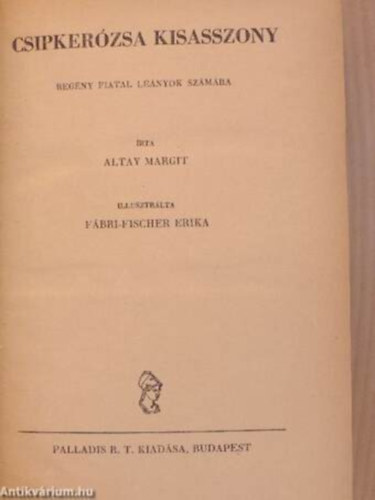 CSIPKERÓZSA KISASSZONY
REGÉNY FIATAL LEÁNYOK SZÁMÁRA
ÍRTA
ALTAY MARGIT
ILLUSZTRÁLTA
FÁBRI-FISCHER ERIKA
PALLADIS R. T. KIADÁSA, BUDAPEST
Antikvárium.hu